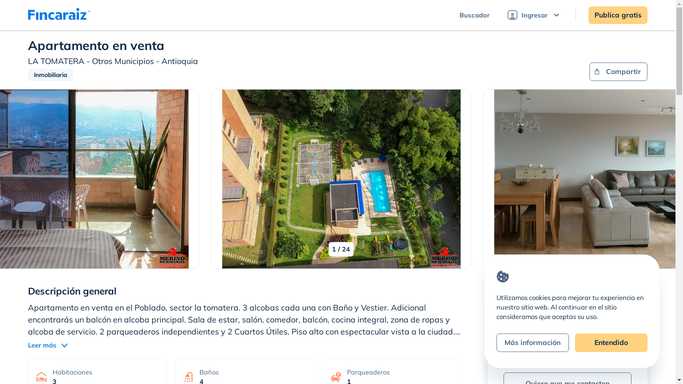 Fincaraiz
Buscador
Ingresar
Publica gratis
Apartamento en venta
LA TOMATERA - Otros Municipios - Antioquia
Inmobiliaria
Compartir
1 / 24
Descripción general
Apartamento en venta en el Poblado, sector la tomatera. 3 alcobas cada una con Baño y Vestier. Adicional
encontrarás un balcón en alcoba principal. Sala de estar, salón, comedor, balcón, cocina integral, zona de ropas y
alcoba de servicio. 2 parqueaderos independientes y 2 Cuartos Útiles. Piso alto con espectacular vista a la ciudad....
Leer más
Habitaciones
3
Baños
4
Parqueaderos
1
Utilizamos cookies para mejorar tu experiencia en
nuestro sitio web. Al continuar en el sitio
consideramos que aceptas su uso.
Más información
Entendido
Quiero que me contacten